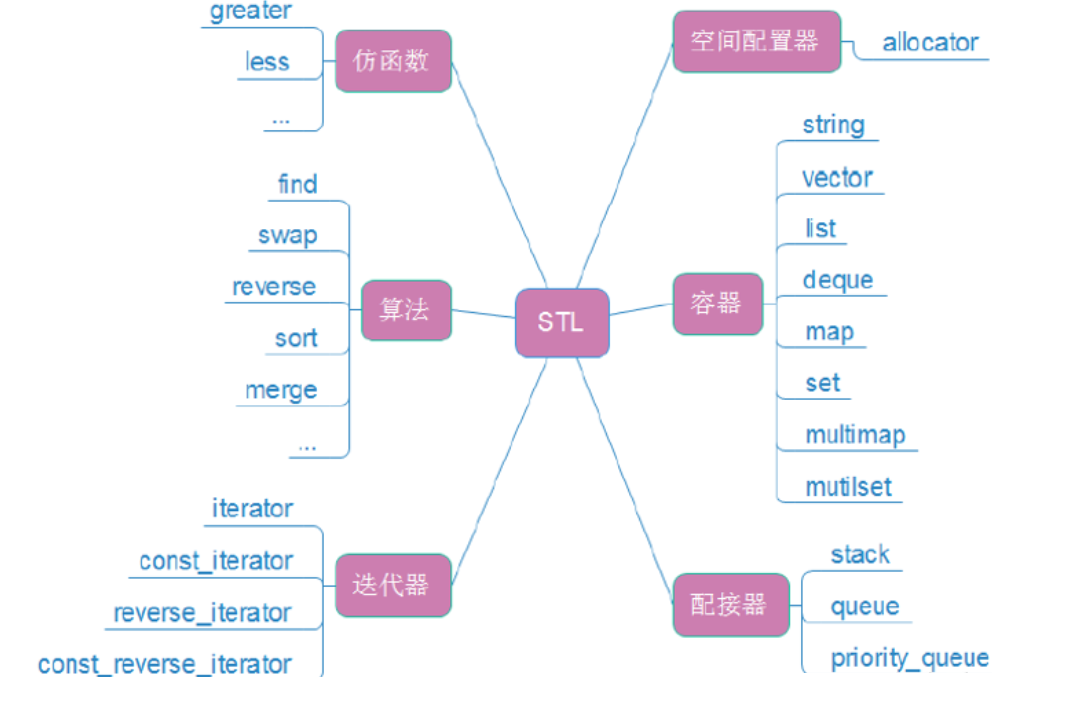 greater
less
...
仿函数
find
swap
reverse
sort
merge
...
算法
iterator
const_iterator
reverse_iterator
const_reverse_iterator
迭代器
STL
空间配置器
allocator
容器
string
vector
list
deque
map
set
multimap
mutilset
配接器
stack
queue
priority_queue